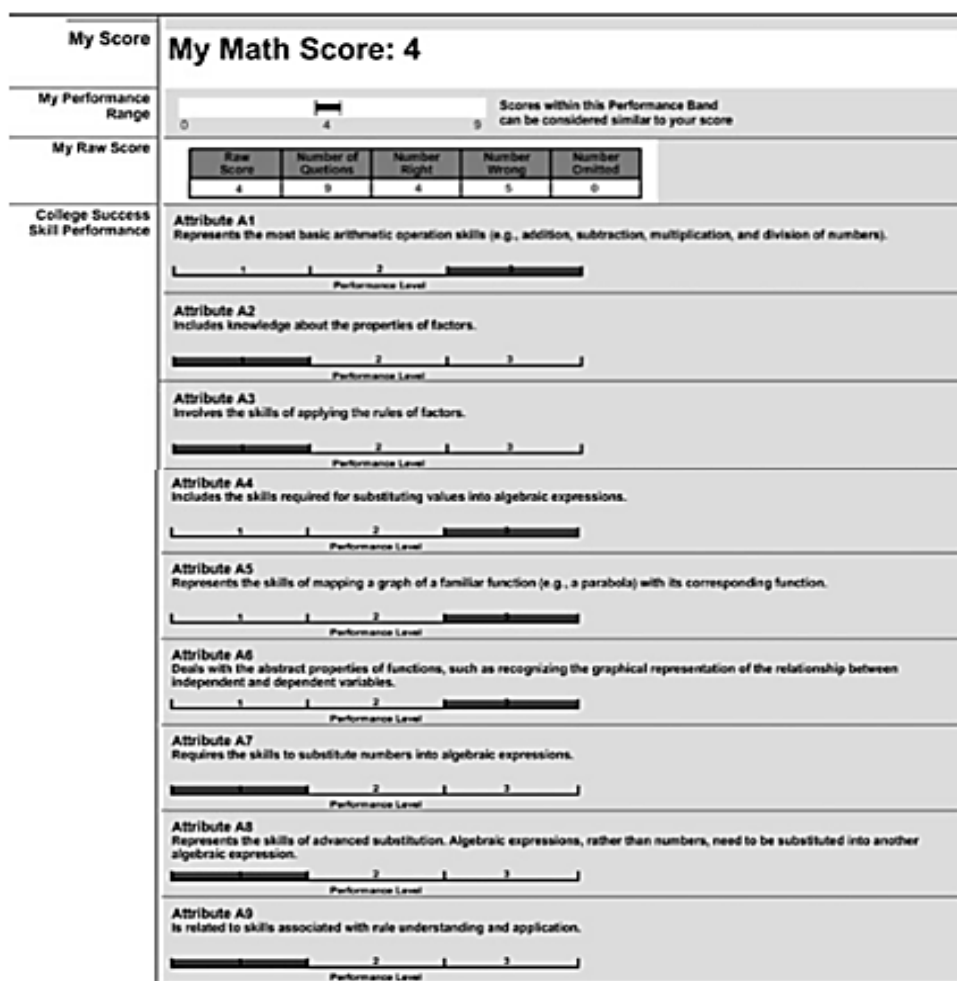 My Score
My Math Score: 4
My Performance
Range
0
4
9
Scores within this Performance Band
can be considered similar to your score
My Raw Score
Raw Score
Number of Quetions
Number Right
Number Wrong
Number Omitted
4
9
4
5
0
College Success
Skill Performance
Attribute A1
Represents the most basic arithmetic operation skills (e.g., addition, subtraction, multiplication, and division of numbers).
1 2
Performance Level
Attribute A2
Includes knowledge about the properties of factors.
2 3
Performance Level
Attribute A3
Involves the skills of applying the rules of factors.
2 3
Performance Level
Attribute A4
Includes the skills required for substituting values into algebraic expressions.
1 2
Performance Level
Attribute A5
Represents the skills of mapping a graph of a familiar function (e.g., a parabola) with its corresponding function.
1 2
Performance Level
Attribute A6
Deals with the abstract properties of functions, such as recognizing the graphical representation of the relationship between
independent and dependent variables.
1 2
Performance Level
Attribute A7
Requires the skills to substitute numbers into algebraic expressions.
2 3
Performance Level
Attribute A8
Represents the skills of advanced substitution. Algebraic expressions, rather than numbers, need to be substituted into another
algebraic expression.
2 3
Performance Level
Attribute A9
Is related to skills associated with rule understanding and application.
2 3
Performance Level